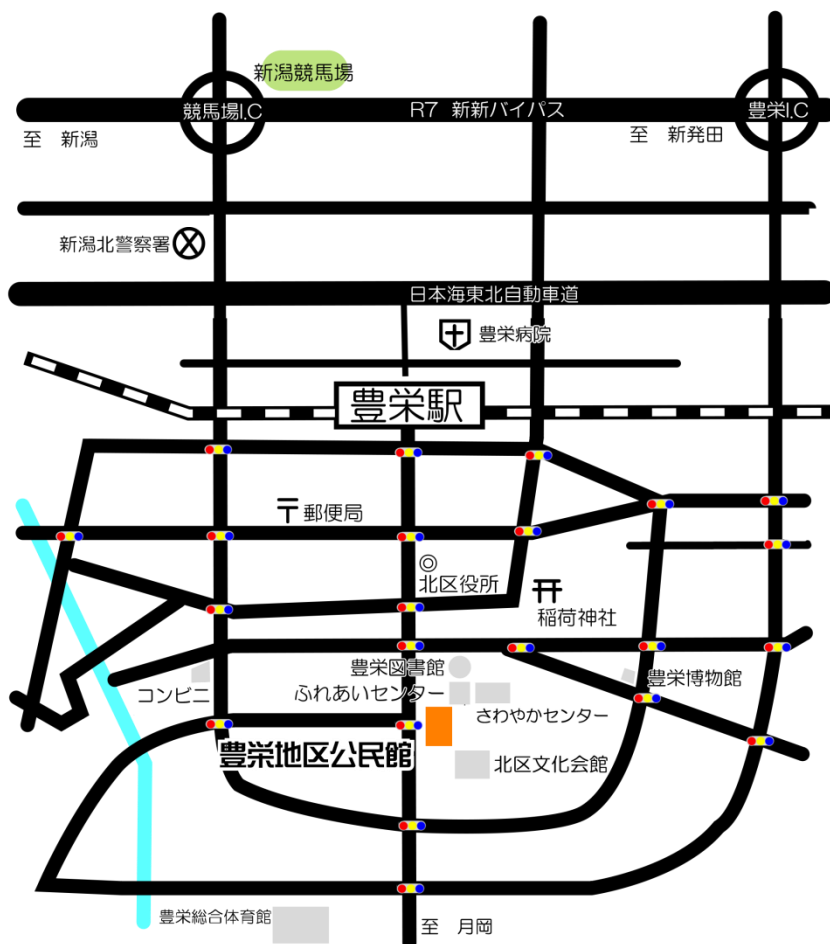 新潟競馬場
競馬場I.C
R7 新新バイパス
豊栄I.C
至 新潟
至 新発田
新潟北警察署
日本海東北自動車道
豊栄病院
豊栄駅
〒郵便局
北区役所
稲荷神社
豊栄図書館
コンビニ
ふれあいセンター
豊栄博物館
さわやかセンター
豊栄地区公民館
北区文化会館
豊栄総合体育館
至 月岡